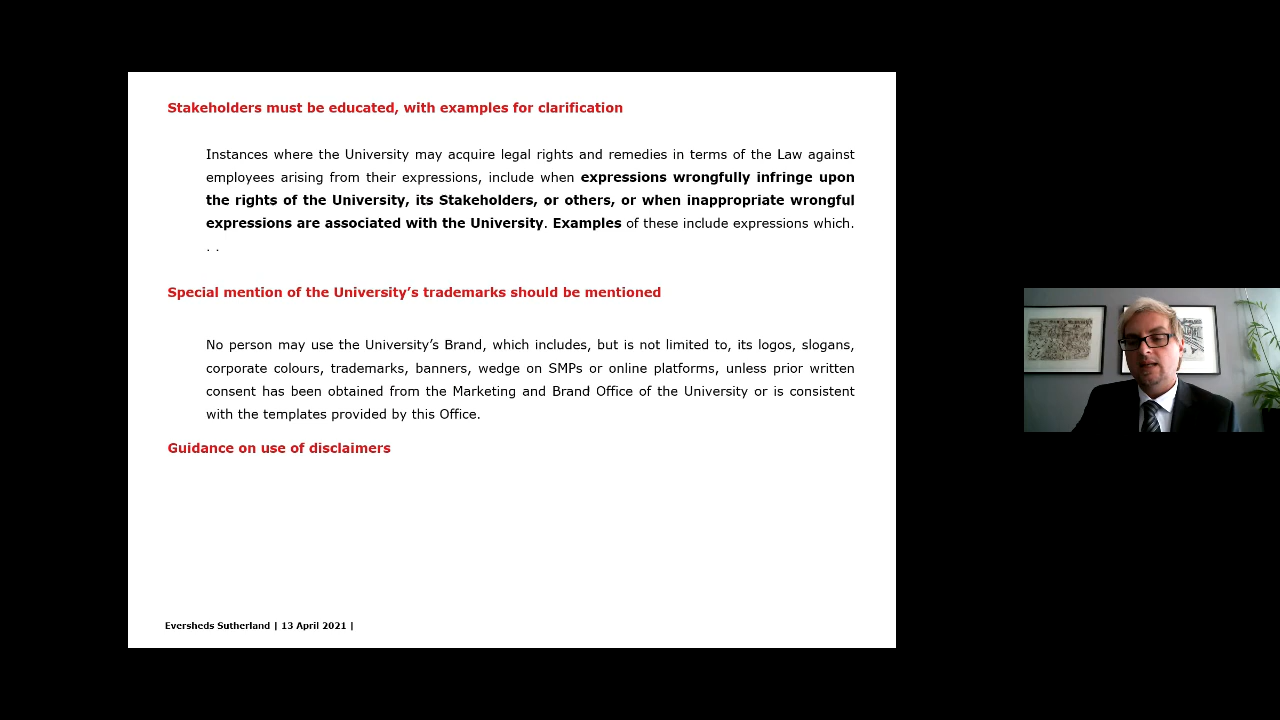 Stakeholders must be educated, with examples for clarification
Instances where the University may acquire legal rights and remedies in terms of the Law against
employees arising from their expressions, include when expressions wrongfully infringe upon
the rights of the University, its Stakeholders, or others, or when inappropriate wrongful
expressions are associated with the University. Examples of these include expressions which.
. .
Special mention of the University’s trademarks should be mentioned
No person may use the University’s Brand, which includes, but is not limited to, its logos, slogans,
corporate colours, trademarks, banners, wedge on SMPs or online platforms, unless prior written
consent has been obtained from the Marketing and Brand Office of the University or is consistent
with the templates provided by this Office.
Guidance on use of disclaimers
Eversheds Sutherland | 13 April 2021 |